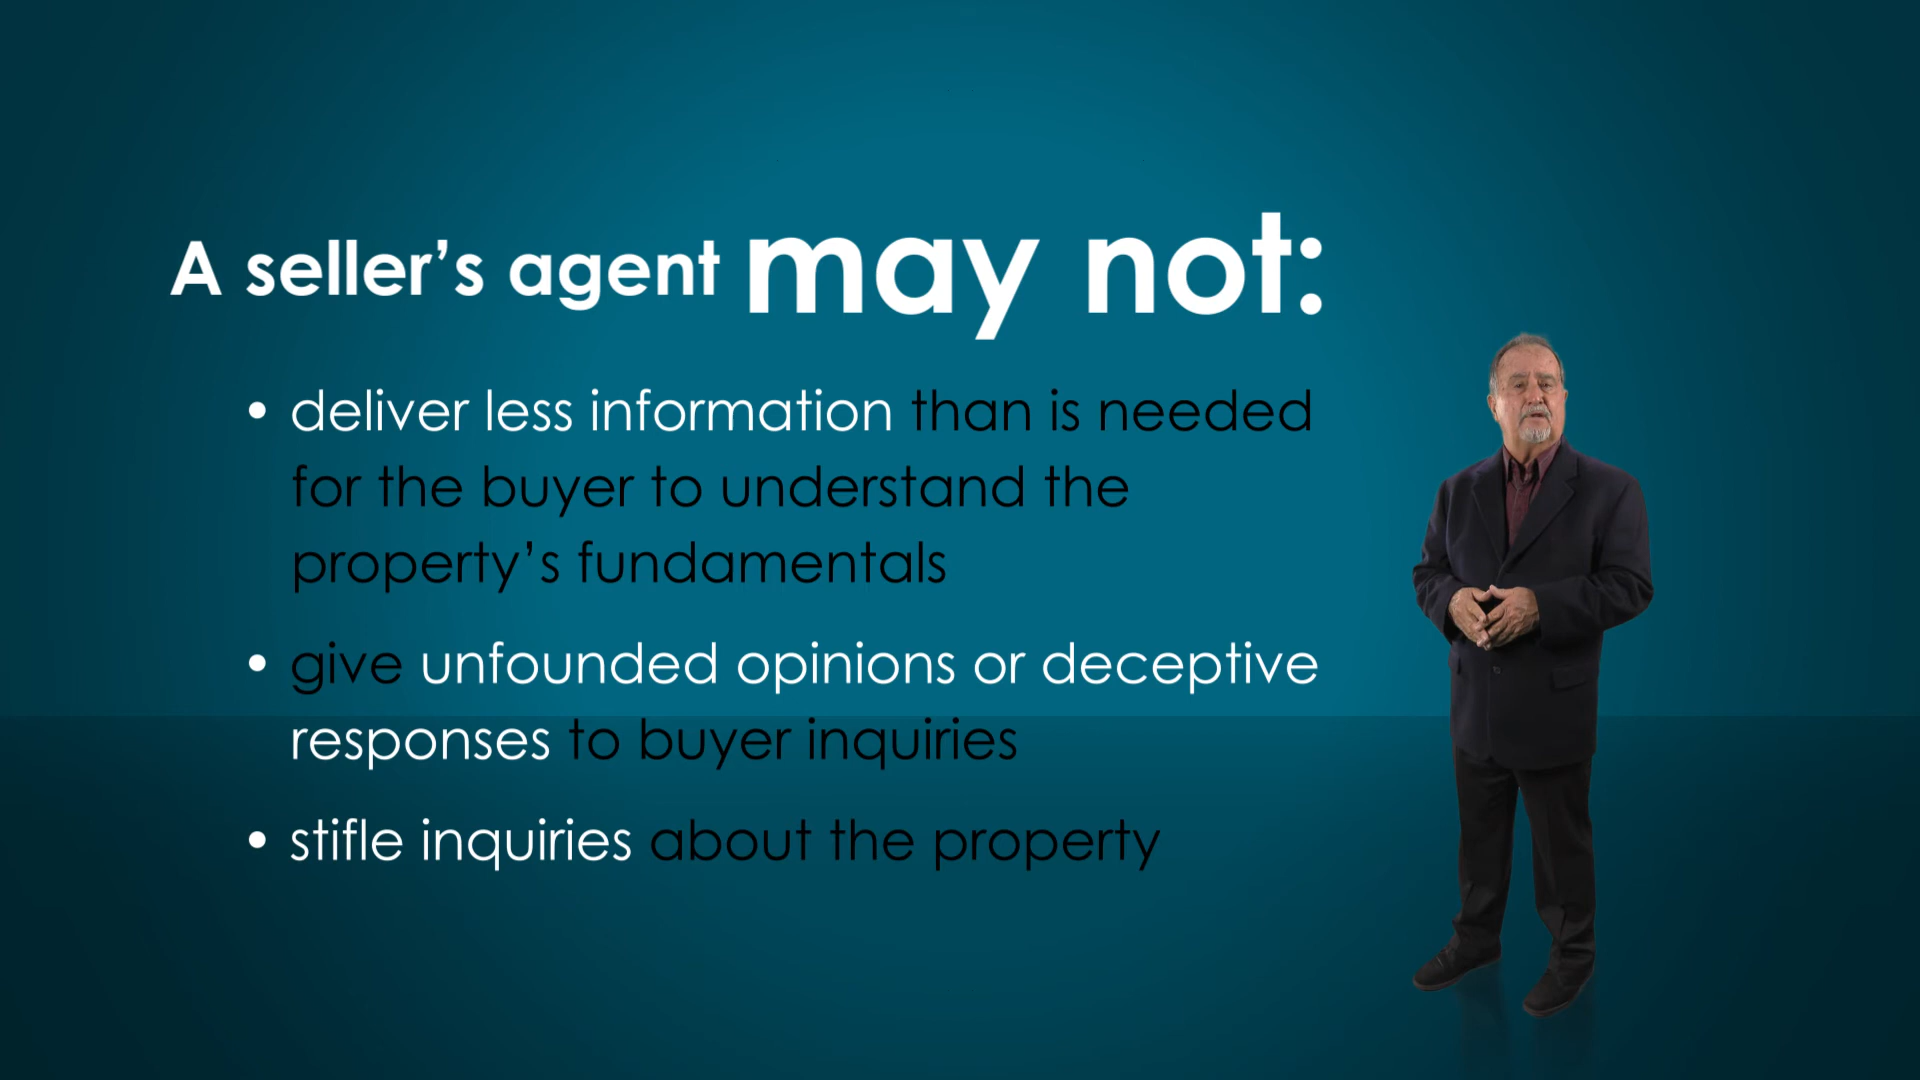 A seller’s agent may not:
• deliver less information than is needed
for the buyer to understand the
property’s fundamentals
• give unfounded opinions or deceptive
responses to buyer inquiries
• stifle inquiries about the property